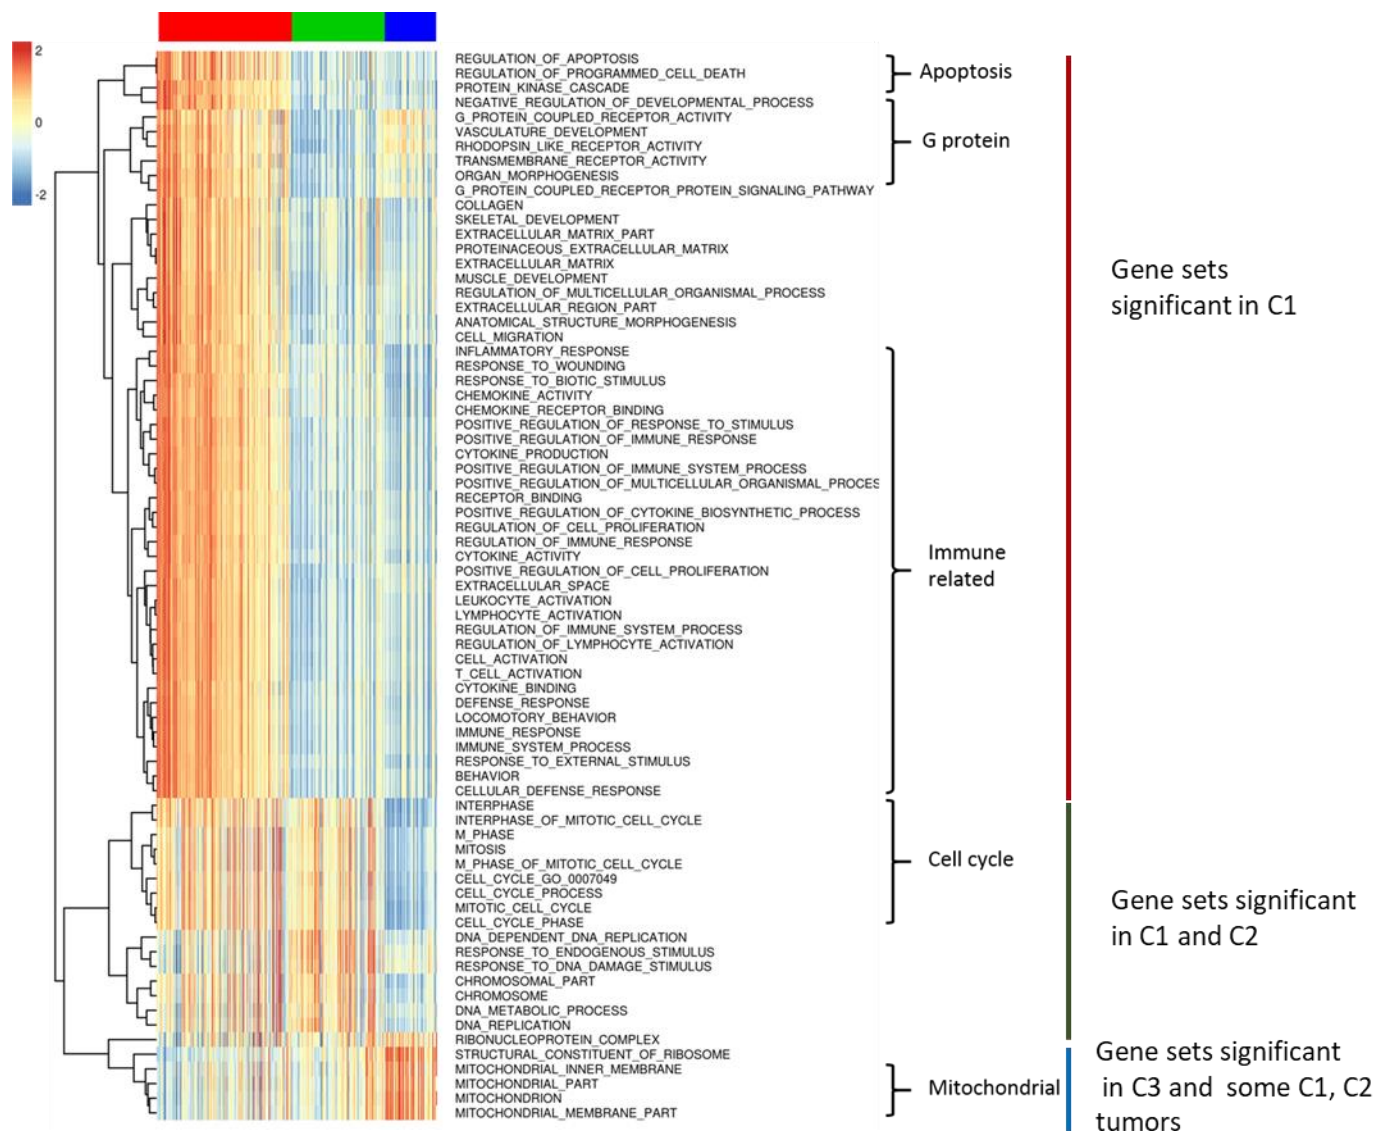 2
0
-2
REGULATION_OF_APOPTOSIS
REGULATION_OF_PROGRAMMED_CELL_DEATH
PROTEIN_KINASE_CASCADE
NEGATIVE_REGULATION_OF_DEVELOPMENTAL_PROCESS
G_PROTEIN_COUPLED_RECEPTOR_ACTIVITY
VASCULATURE_DEVELOPMENT
RHODOPSIN_LIKE_RECEPTOR_ACTIVITY
TRANSMEMBRANE_RECEPTOR_ACTIVITY
ORGAN_MORPHOGENESIS
G_PROTEIN_COUPLED_RECEPTOR_PROTEIN_SIGNALING_PATHWAY
COLLAGEN
SKELETAL_DEVELOPMENT
EXTRACELLULAR_MATRIX_PART
PROTEINACEOUS_EXTRACELLULAR_MATRIX
EXTRACELLULAR_MATRIX
MUSCLE_DEVELOPMENT
REGULATION_OF_MULTICELLULAR_ORGANISMAL_PROCESS
EXTRACELLULAR_REGION_PART
ANATOMICAL_STRUCTURE_MORPHOGENESIS
CELL_MIGRATION
INFLAMMATORY_RESPONSE
RESPONSE_TO_WOUNDING
RESPONSE_TO_BIOTIC_STIMULUS
CHEMOKINE_ACTIVITY
CHEMOKINE_RECEPTOR_BINDING
POSITIVE_REGULATION_OF_RESPONSE_TO_STIMULUS
POSITIVE_REGULATION_OF_IMMUNE_RESPONSE
CYTOKINE_PRODUCTION
POSITIVE_REGULATION_OF_IMMUNE_SYSTEM_PROCESS
POSITIVE_REGULATION_OF_MULTICELLULAR_ORGANISMAL_PROCES
RECEPTOR_BINDING
POSITIVE_REGULATION_OF_CYTOKINE_BIOSYNTHETIC_PROCESS
REGULATION_OF_CELL_PROLIFERATION
REGULATION_OF_IMMUNE_RESPONSE
CYTOKINE_ACTIVITY
POSITIVE_REGULATION_OF_CELL_PROLIFERATION
EXTRACELLULAR_SPACE
LEUKOCYTE_ACTIVATION
LYMPHOCYTE_ACTIVATION
REGULATION_OF_IMMUNE_SYSTEM_PROCESS
REGULATION_OF_LYMPHOCYTE_ACTIVATION
CELL_ACTIVATION
T_CELL_ACTIVATION
CYTOKINE_BINDING
DEFENSE_RESPONSE
LOCOMOTORY_BEHAVIOR
IMMUNE_RESPONSE
IMMUNE_SYSTEM_PROCESS
RESPONSE_TO_EXTERNAL_STIMULUS
BEHAVIOR
CELLULAR_DEFENSE_RESPONSE
INTERPHASE
INTERPHASE_OF_MITOTIC_CELL_CYCLE
M_PHASE
MITOSIS
M_PHASE_OF_MITOTIC_CELL_CYCLE
CELL_CYCLE_GO_0007049
CELL_CYCLE_PROCESS
MITOTIC_CELL_CYCLE
CELL_CYCLE_PHASE
DNA_DEPENDENT_DNA_REPLICATION
RESPONSE_TO_ENDOGENOUS_STIMULUS
RESPONSE_TO_DNA_DAMAGE_STIMULUS
CHROMOSOMAL_PART
CHROMOSOME
DNA_METABOLIC_PROCESS
DNA_REPLICATION
RIBONUCLEOPROTEIN_COMPLEX
STRUCTURAL_CONSTITUENT_OF_RIBOSOME
MITOCHONDRIAL_INNER_MEMBRANE
MITOCHONDRIAL_PART
MITOCHONDRION
MITOCHONDRIAL_MEMBRANE_PART
Apoptosis
G protein
Immune
related
Cell cycle
Mitochondrial
Gene sets
significant in C1
Gene sets significant
in C1 and C2
Gene sets significant
in C3 and some C1, C2
tumors